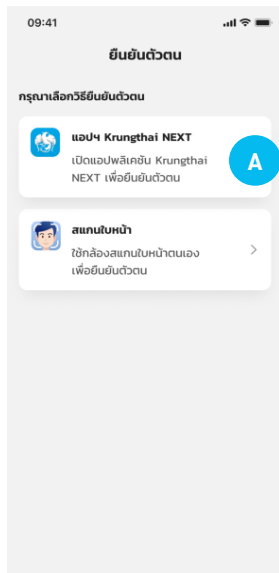 09:41
ยืนยันตัวตน
กรุณาเลือกวิธียืนยันตัวตน
แอปฯ Krungthai NEXT
เปิดแอปพลิเคชัน Krungthai
NEXT เพื่อยืนยันตัวตน
A
สแกนใบหน้า
ใช้กล้องสแกนใบหน้าตนเอง
เพื่อยืนยันตัวตน